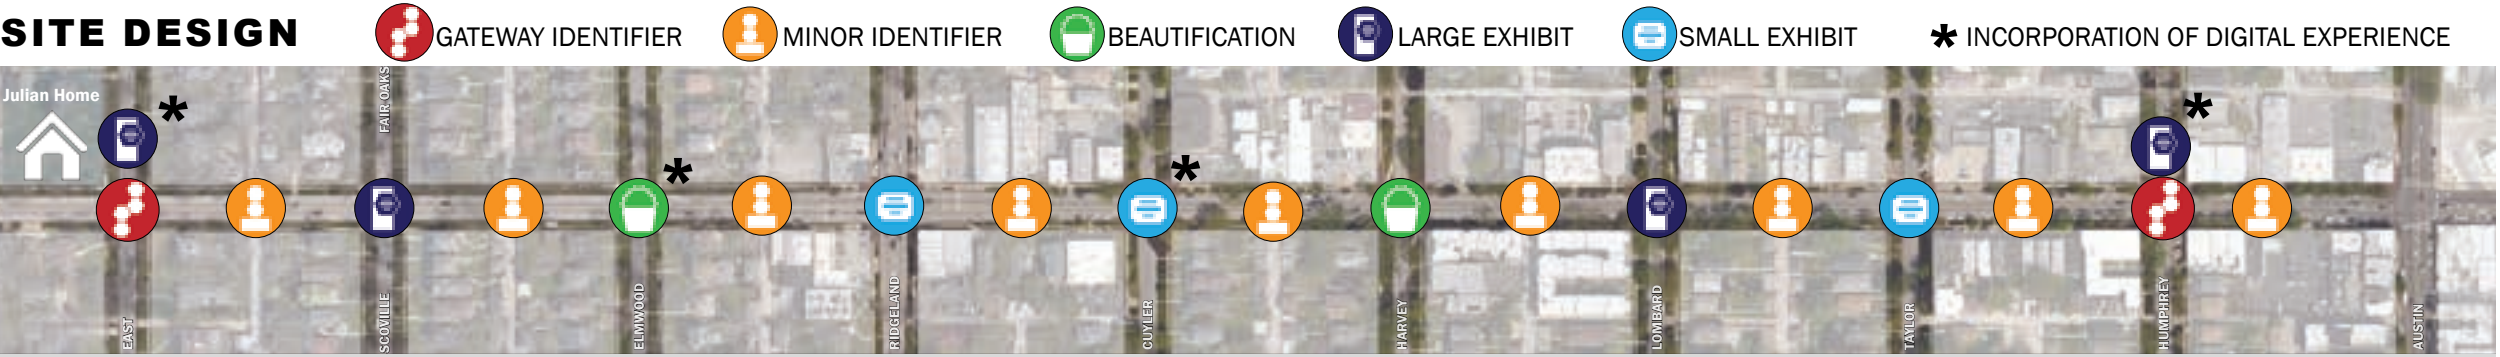 SITE DESIGN
GATEWAY IDENTIFIER
MINOR IDENTIFIER
BEAUTIFICATION
LARGE EXHIBIT
SMALL EXHIBIT
* INCORPORATION OF DIGITAL EXPERIENCE
Julian Home
*
FAIR OAKS
*
*
*
EAST
SCOVILLE
ELMWOOD
RIDGELAND
CUYLER
HARVEY
LOMBARD
TAYLOR
HUMPHREY
AUSTIN